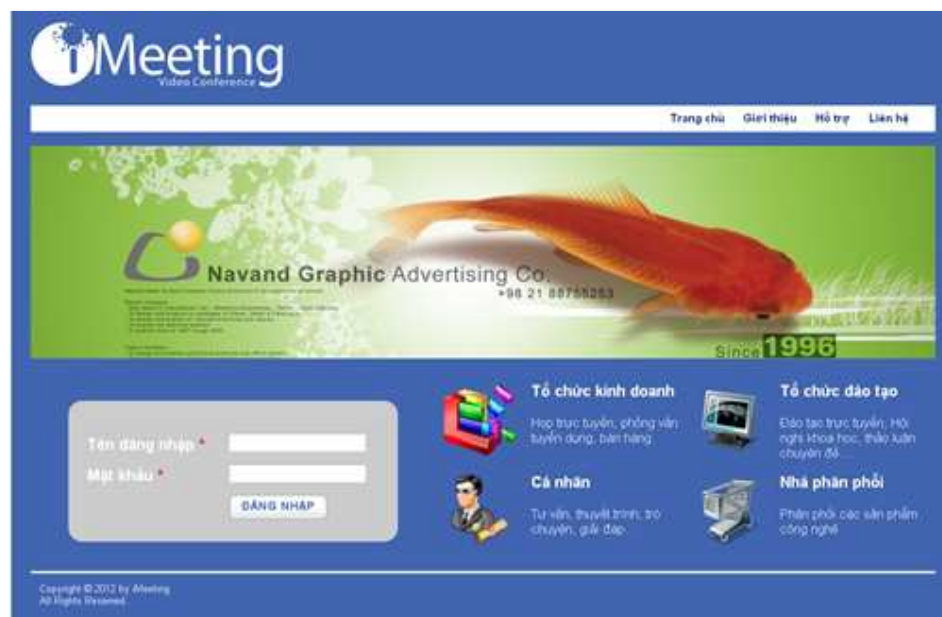 iMeeting
Video Conference
Trang chủ Giới thiệu Hỗ trợ Liên hệ
Navand Graphic Advertising Co.
+98 21 88755253
Since 1996
Tên đăng nhập *
Mật khẩu *
ĐĂNG NHẬP
Tổ chức kinh doanh
Họp trực tuyến, phỏng vấn
tuyển dụng, bán hàng
Tổ chức đào tạo
Đào tạo trực tuyến, Hội
nghị khoa học, thảo luận
chuyên đề ...
Cá nhân
Tư vấn, thuyết trình, trò
chuyện, giải đáp
Nhà phân phối
Phân phối các sản phẩm
công nghệ
Copyright © 2012 by iMeeting
All Rights Reserved.